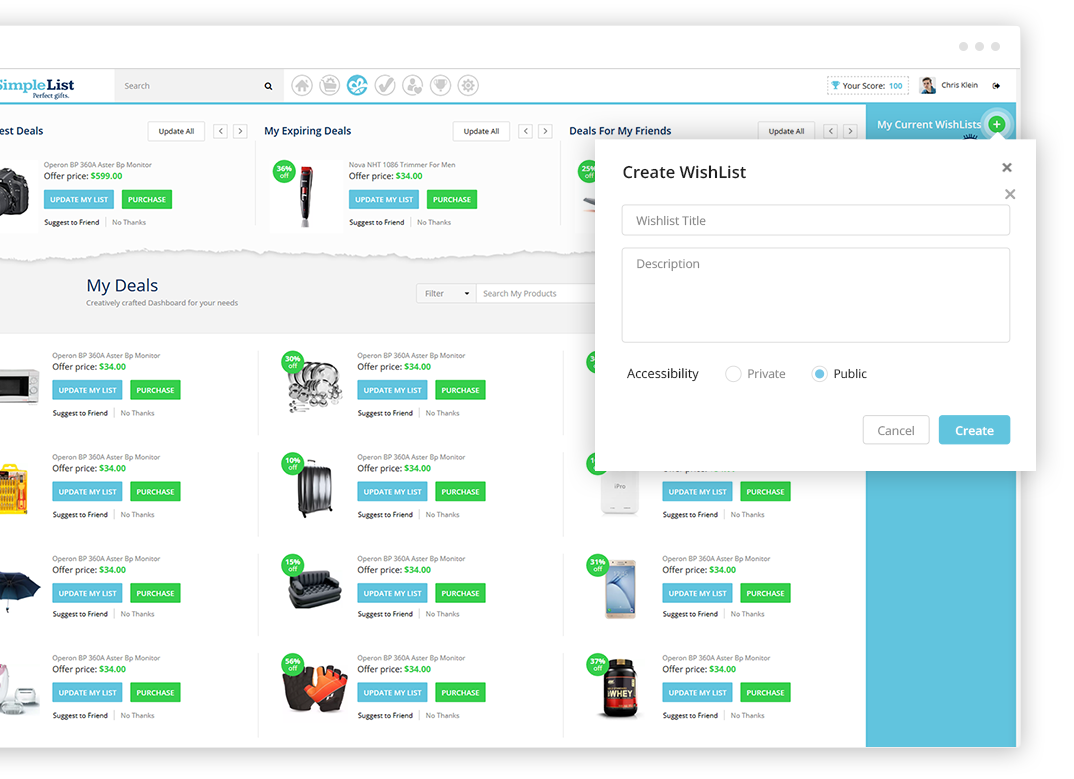 SimpleList
Perfect gifts.
Search
Your Score: 100
Chris Klein
est Deals
Update All
My Expiring Deals
Update All
Deals For My Friends
Update All
My Current WishLists
Operon BP 360A Aster Bp Monitor
Offer price: $599.00
UPDATE MY LIST PURCHASE
Suggest to Friend No Thanks
36%
off
Nova NHT 1086 Trimmer For Men
Offer price: $34.00
UPDATE MY LIST PURCHASE
Suggest to Friend No Thanks
25%
off
Create WishList
Wishlist Title
Description
Accessibility Private Public
Cancel Create
My Deals
Creatively crafted Dashboard for your needs
Filter
Search My Products
Operon BP 360A Aster Bp Monitor
Offer price: $34.00
UPDATE MY LIST PURCHASE
Suggest to Friend No Thanks
30%
off
Operon BP 360A Aster Bp Monitor
Offer price: $34.00
UPDATE MY LIST PURCHASE
Suggest to Friend No Thanks
Operon BP 360A Aster Bp Monitor
Offer price: $34.00
UPDATE MY LIST PURCHASE
Suggest to Friend No Thanks
10%
off
Operon BP 360A Aster Bp Monitor
Offer price: $34.00
UPDATE MY LIST PURCHASE
Suggest to Friend No Thanks
iPro
UPDATE MY LIST PURCHASE
Suggest to Friend No Thanks
Operon BP 360A Aster Bp Monitor
Offer price: $34.00
UPDATE MY LIST PURCHASE
Suggest to Friend No Thanks
15%
off
Operon BP 360A Aster Bp Monitor
Offer price: $34.00
UPDATE MY LIST PURCHASE
Suggest to Friend No Thanks
31%
off
Operon BP 360A Aster Bp Monitor
Offer price: $34.00
UPDATE MY LIST PURCHASE
Suggest to Friend No Thanks
Operon BP 360A Aster Bp Monitor
Offer price: $34.00
UPDATE MY LIST PURCHASE
Suggest to Friend No Thanks
56%
off
Operon BP 360A Aster Bp Monitor
Offer price: $34.00
UPDATE MY LIST PURCHASE
Suggest to Friend No Thanks
37%
off
WHEY
Operon BP 360A Aster Bp Monitor
Offer price: $34.00
UPDATE MY LIST PURCHASE
Suggest to Friend No Thanks